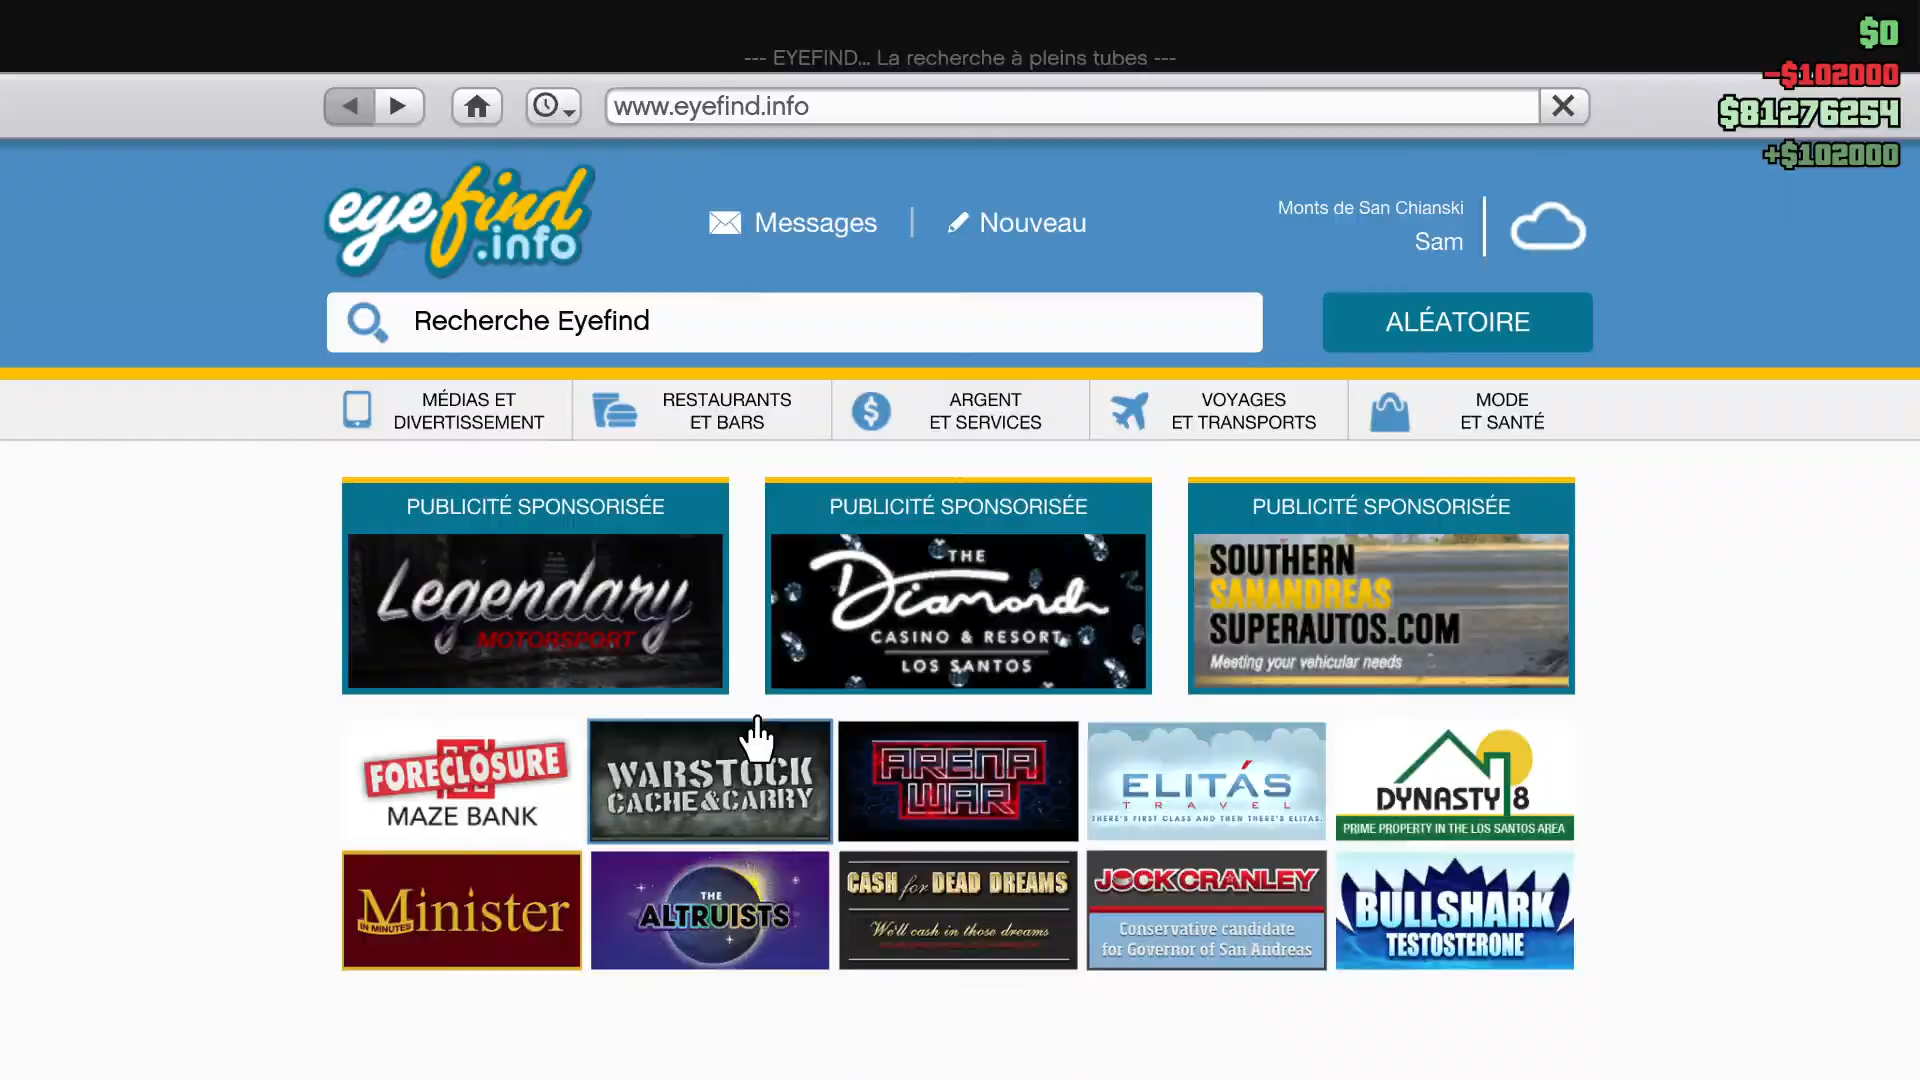 $0
--- EYEFIND... La recherche à pleins tubes ---
-$102000
www.eyefind.info
$81276254
+$102000
eyefind
.info
Messages
Nouveau
Monts de San Chianski
Sam
Recherche Eyefind
ALÉATOIRE
MÉDIAS ET
DIVERTISSEMENT
RESTAURANTS
ET BARS
ARGENT
ET SERVICES
VOYAGES
ET TRANSPORTS
MODE
ET SANTÉ
PUBLICITÉ SPONSORISÉE
Legendary
MOTORSPORT
PUBLICITÉ SPONSORISÉE
THE
Diamond
CASINO & RESORT
LOS SANTOS
PUBLICITÉ SPONSORISÉE
SOUTHERN
SANANDREAS
SUPERAUTOS.COM
Meeting your vehicular needs
FORECLOSURE
MAZE BANK
WARSTOCK
CACHE&CARRY
ARENA
WAR
ELITÁS
TRAVEL
THERE'S FIRST CLASS AND THEN THERE'S ELITAS.
DYNASTY 8
PRIME PROPERTY IN THE LOS SANTOS AREA
Minister
IN MINUTES
THE
ALTRUISTS
CASH for DEAD DREAMS
We'll cash in those dreams
JOCK CRANLEY
Conservative candidate
for Governor of San Andreas
BULLSHARK
TESTOSTERONE